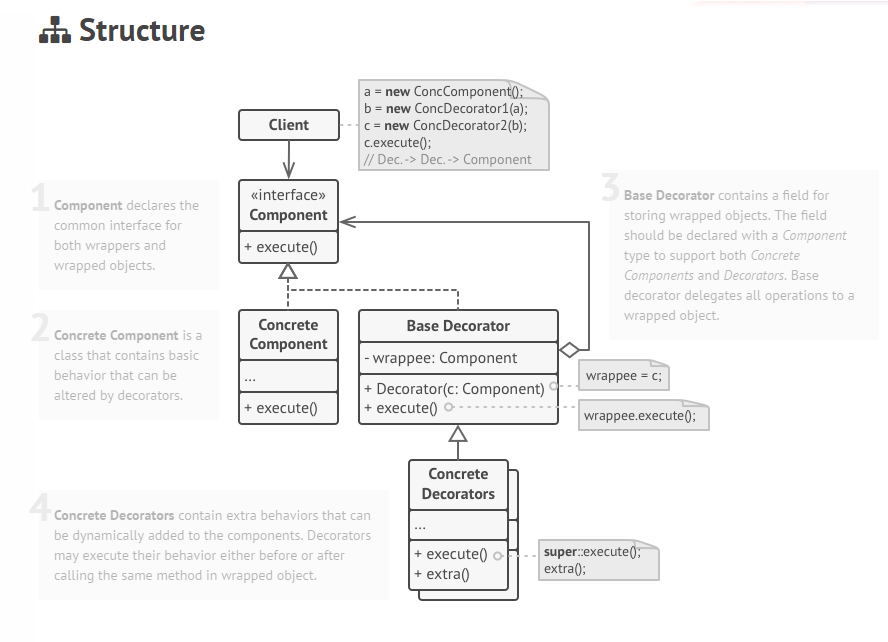 Structure
a = new ConcComponent();
b = new ConcDecorator1(a);
c = new ConcDecorator2(b);
c.execute();
// Dec. -> Dec. -> Component
Client
«interface»
Component
+ execute()
1
Component declares the
common interface for
both wrappers and
wrapped objects.
3
Base Decorator contains a field for
storing wrapped objects. The field
should be declared with a Component
type to support both Concrete
Components and Decorators. Base
decorator delegates all operations to a
wrapped object.
2
Concrete Component is a
class that contains basic
behavior that can be
altered by decorators.
Concrete
Component
...
+ execute()
Base Decorator
- wrappee: Component
+ Decorator(c: Component)
+ execute()
wrappee = c;
wrappee.execute();
4
Concrete Decorators contain extra behaviors that can
be dynamically added to the components. Decorators
may execute their behavior either before or after
calling the same method in wrapped object.
Concrete
Decorators
...
+ execute()
+ extra()
super::execute();
extra();